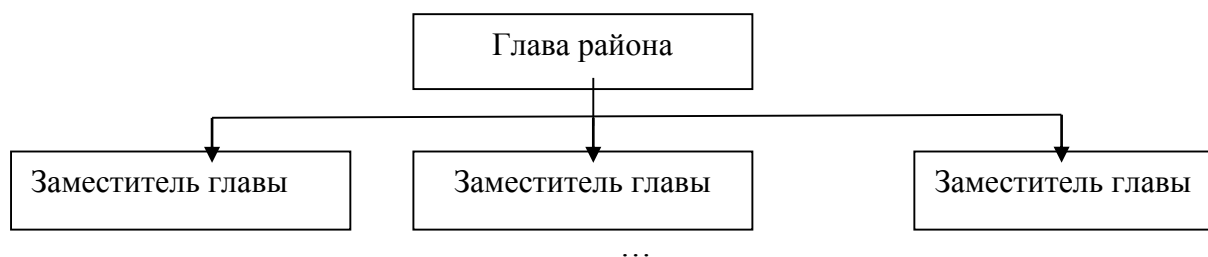 Глава района
Заместитель главы Заместитель главы Заместитель главы
…